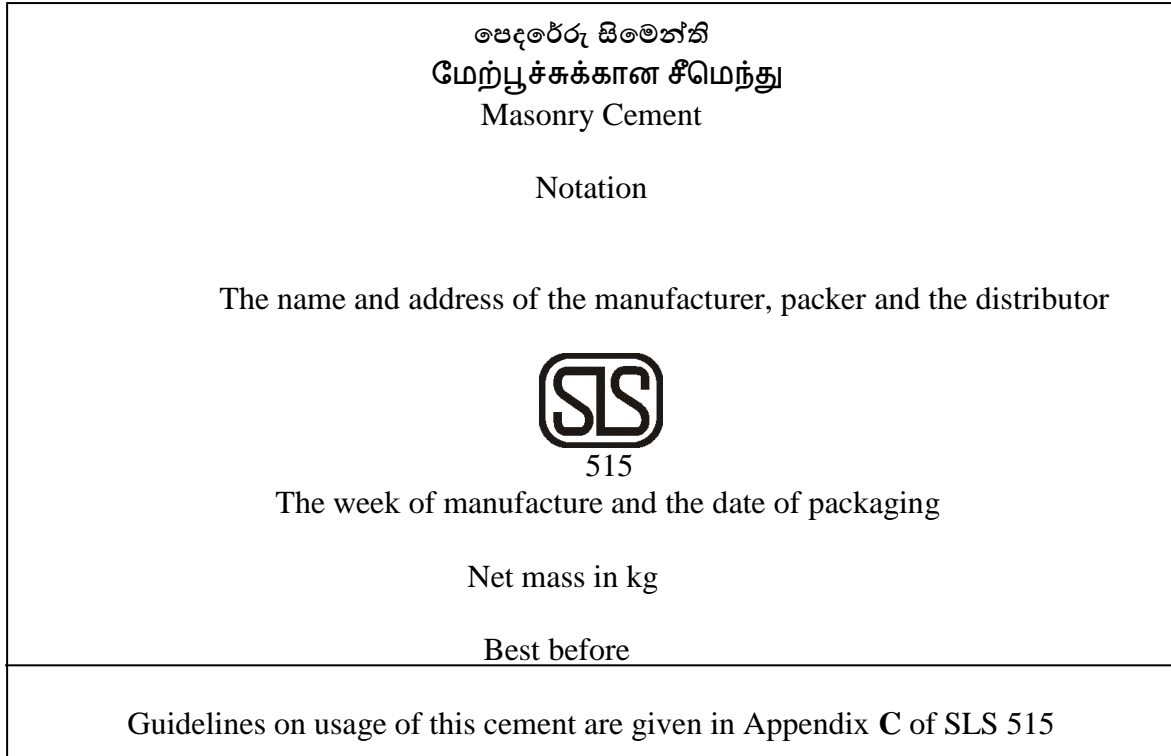 පෙදරේරු සිමෙන්ති
மேற்பூச்சுக்கான சீமெந்து
Masonry Cement
Notation
The name and address of the manufacturer, packer and the distributor
SLS
515
The week of manufacture and the date of packaging
Net mass in kg
Best before
Guidelines on usage of this cement are given in Appendix C of SLS 515